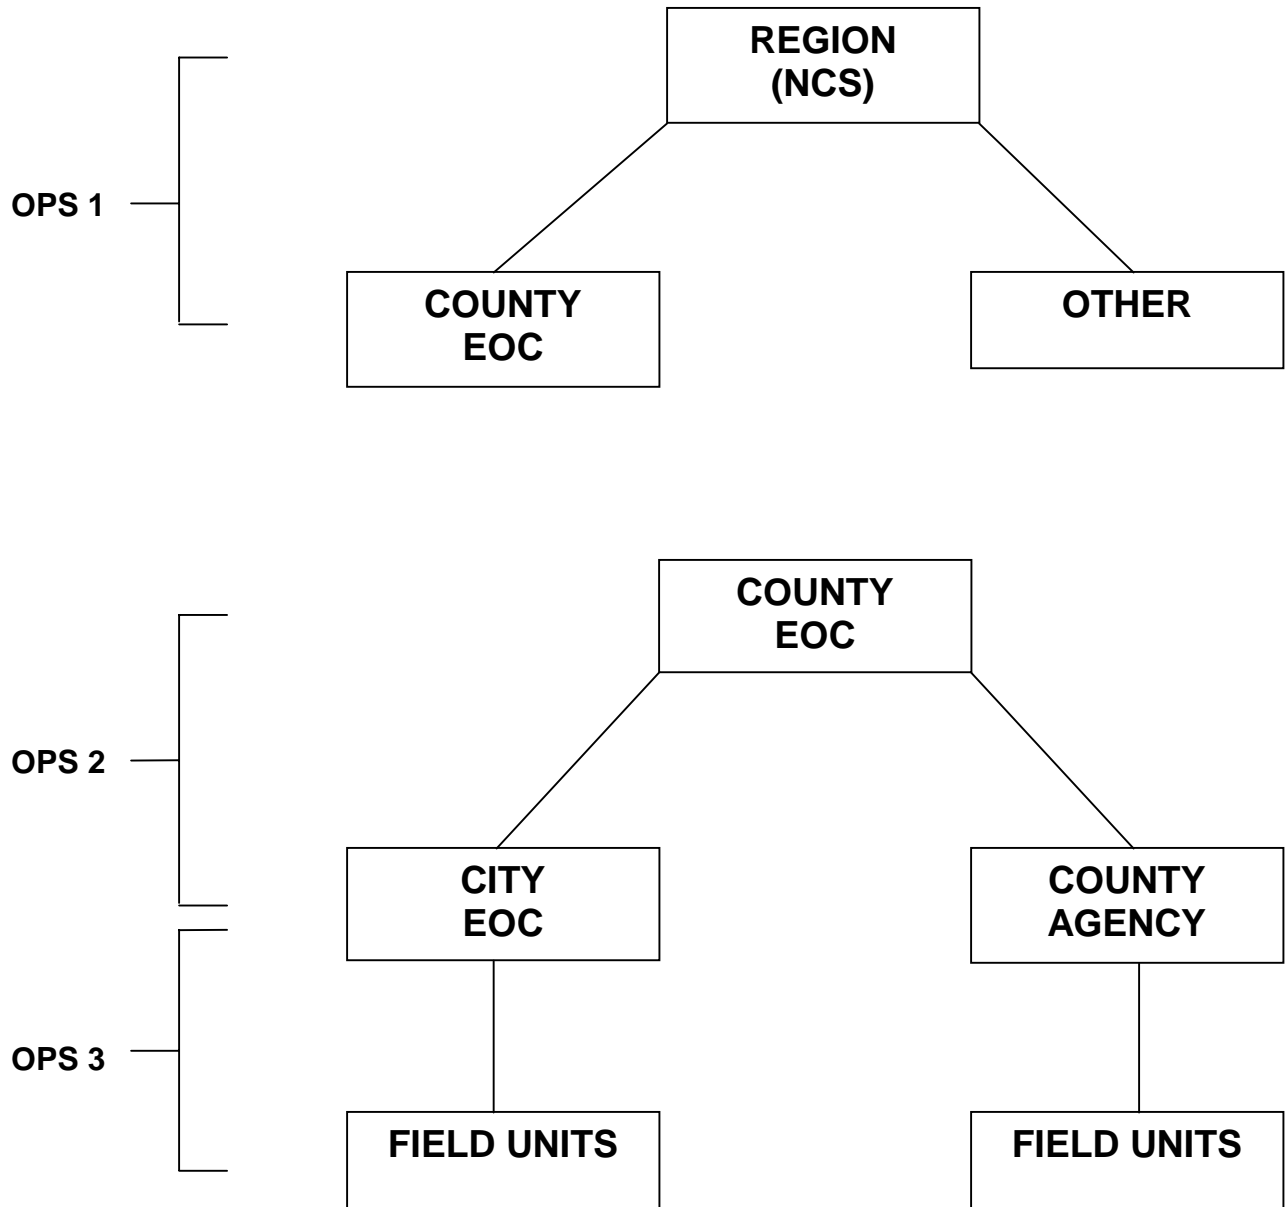 REGION
(NCS)
OPS 1
COUNTY
EOC
OTHER
COUNTY
EOC
OPS 2
CITY
EOC
COUNTY
AGENCY
OPS 3
FIELD UNITS
FIELD UNITS